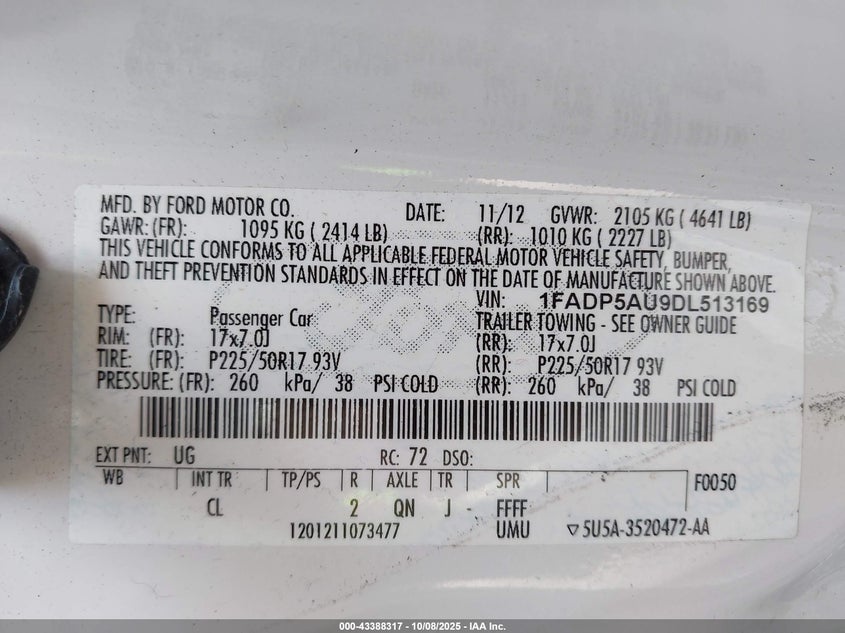 MFD. BY FORD MOTOR CO. DATE: 11/12 GVWR: 2105 KG ( 4641 LB)
GAWR: (FR): 1095 KG ( 2414 LB) (RR): 1010 KG ( 2227 LB)
THIS VEHICLE CONFORMS TO ALL APPLICABLE FEDERAL MOTOR VEHICLE SAFETY, BUMPER,
AND THEFT PREVENTION STANDARDS IN EFFECT ON THE DATE OF MANUFACTURE SHOWN ABOVE.
VIN: 1FADP5AU9DL513169
TYPE: Passenger Car TRAILER TOWING - SEE OWNER GUIDE
RIM: (FR): 17x7.0J (RR): 17x7.0J
TIRE: (FR): P225/50R17 93V (RR): P225/50R17 93V
PRESSURE: (FR): 260 kPa/ 38 PSI COLD (RR): 260 kPa/ 38 PSI COLD
EXT PNT: UG RC: 72 DSO:
WB INT TR TP/PS R AXLE TR SPR F0050
CL 2 QN J FFFF
1201211073477 UMU ▽5U5A-3520472-AA
000-43388317 - 10/08/2025 - IAA Inc.